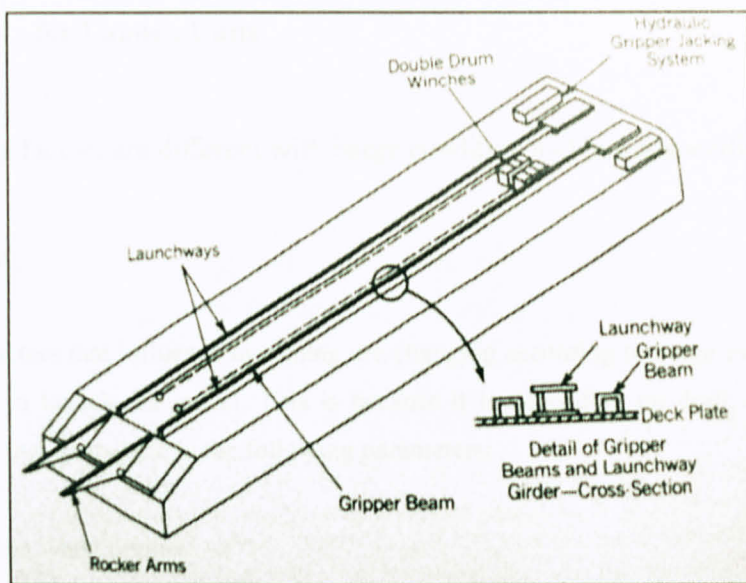 Hydraulic
Gripper Jacking
System
Double Drum
Winches
Launchways
Launchway
Gripper
Beam
Deck Plate
Detail of Gripper
Beams and Launchway
Girder—Cross-Section
Gripper Beam
Rocker Arms